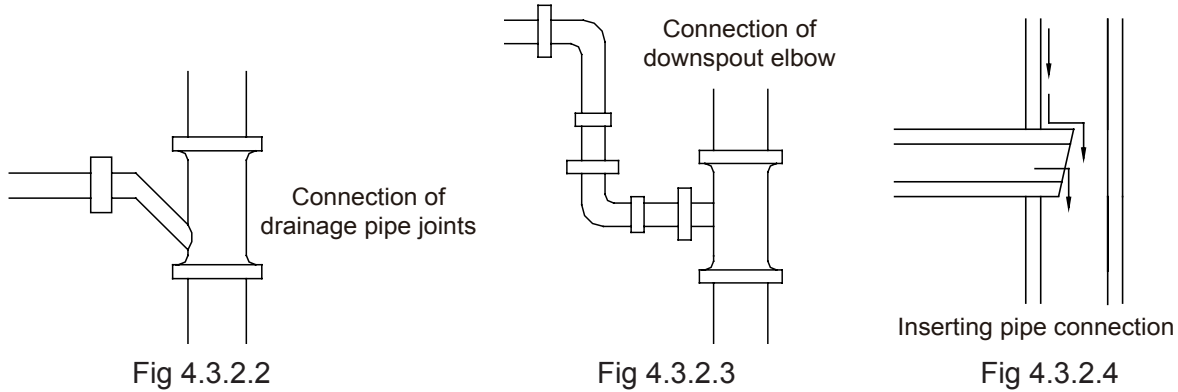 Connection of
drainage pipe joints
Fig 4.3.2.2
Connection of
downspout elbow
Fig 4.3.2.3
Inserting pipe connection
Fig 4.3.2.4